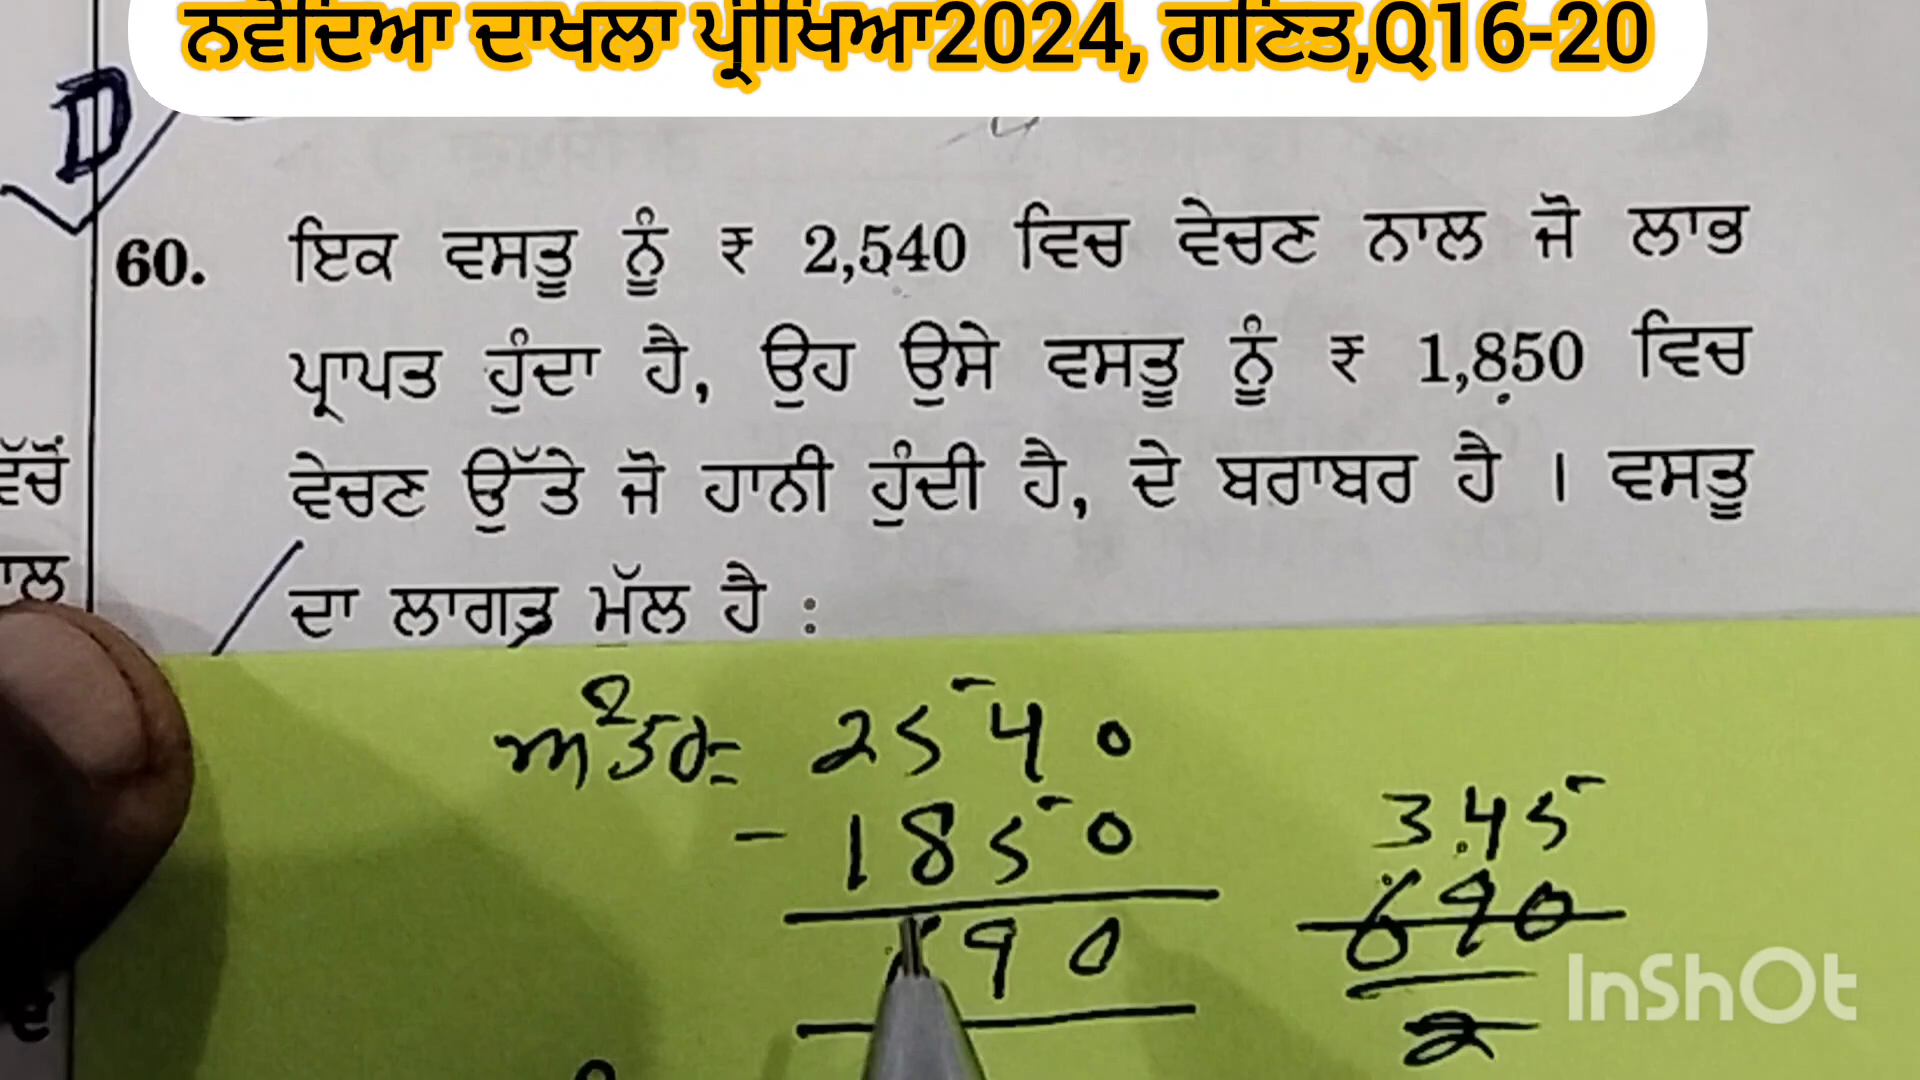 ਨਵੋਦਿਆ ਦਾਖਲਾ ਪ੍ਰੀਖਿਆ2024, ਗਣਿਤ,Q16-20
D
60. ਇਕ ਵਸਤੂ ਨੂੰ ₹ 2,540 ਵਿਚ ਵੇਚਣ ਨਾਲ ਜੋ ਲਾਭ
ਪ੍ਰਾਪਤ ਹੁੰਦਾ ਹੈ, ਉਹ ਉਸੇ ਵਸਤੂ ਨੂੰ ₹ 1,850 ਵਿਚ
ਵੇਚਣ ਉੱਤੇ ਜੋ ਹਾਨੀ ਹੁੰਦੀ ਹੈ, ਦੇ ਬਰਾਬਰ ਹੈ । ਵਸਤੂ
ਦਾ ਲਾਗਤ ਮੁੱਲ ਹੈ :
ਅੰਤਰ= 2540
- 1850
690
345
690
2
InShOt